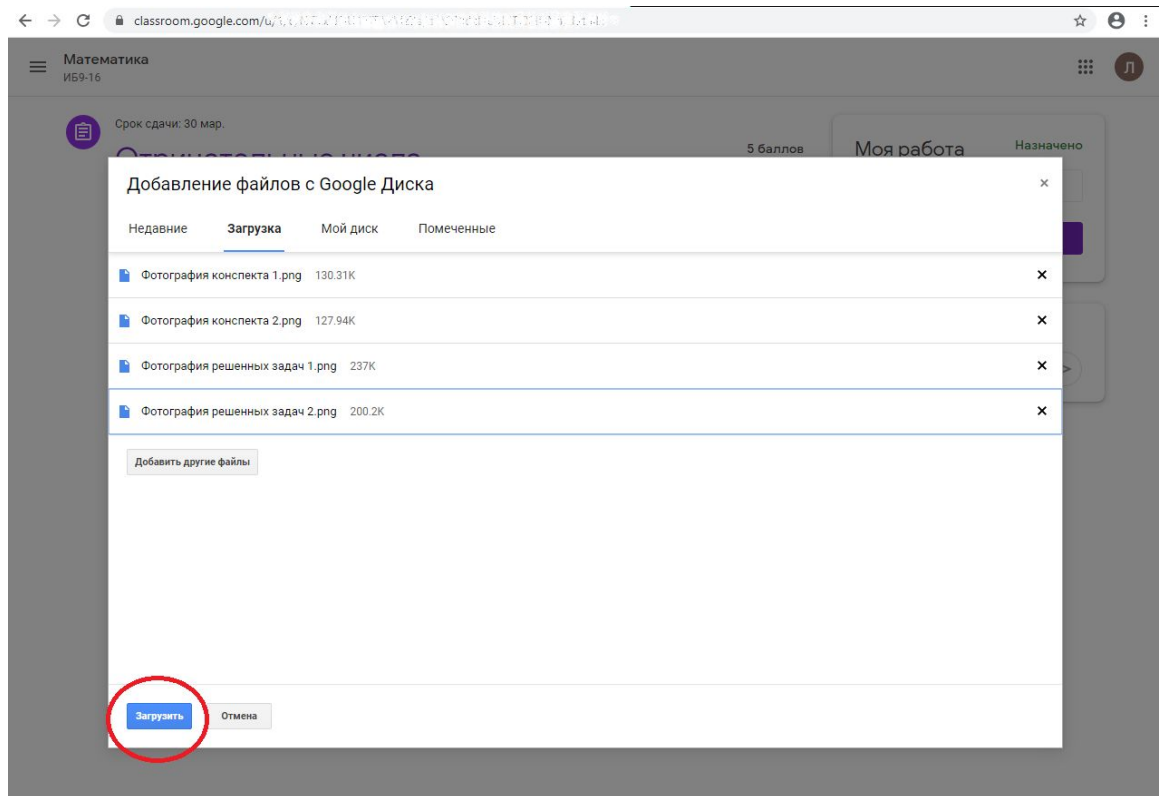 classroom.google.com/u/
Математика
ИБ9-16
Л
Срок сдачи: 30 мар.
Отрицательные числа
5 баллов
Моя работа
Назначено
Добавление файлов с Google Диска
Недавние Загрузка Мой диск Помеченные
Фотография конспекта 1.png 130.31K
Фотография конспекта 2.png 127.94K
Фотография решенных задач 1.png 237K
Фотография решенных задач 2.png 200.2K
Добавить другие файлы
Загрузить Отмена